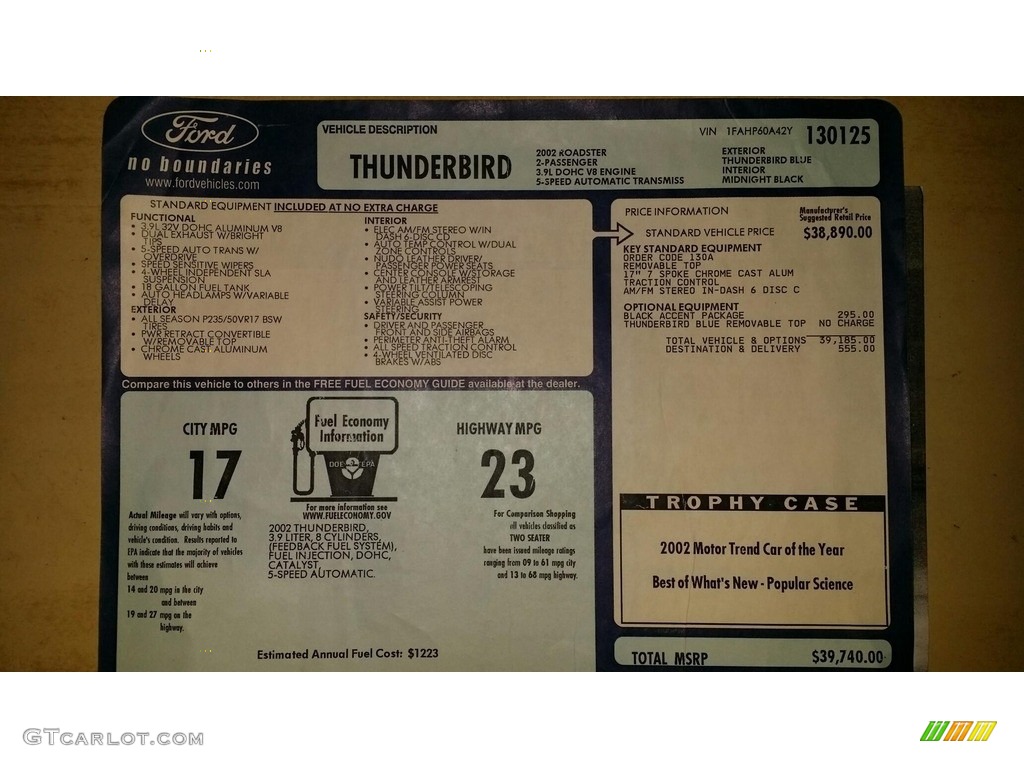 Ford
no boundaries
www.fordvehicles.com
VEHICLE DESCRIPTION
THUNDERBIRD
2002 ROADSTER
2-PASSENGER
3.9L DOHC V8 ENGINE
5-SPEED AUTOMATIC TRANSMISS
VIN 1FAHP60A42Y 130125
EXTERIOR
THUNDERBIRD BLUE
INTERIOR
MIDNIGHT BLACK
STANDARD EQUIPMENT INCLUDED AT NO EXTRA CHARGE
FUNCTIONAL
• 3.9L 32V DOHC ALUMINUM V8
• DUAL EXHAUST W/BRIGHT
TIPS
• 5-SPEED AUTO TRANS W/
OVERDRIVE
• SPEED SENSITIVE WIPERS
• 4-WHEEL INDEPENDENT SLA
SUSPENSION
• 18 GALLON FUEL TANK
• AUTO HEADLAMPS W/VARIABLE
DELAY
EXTERIOR
• ALL SEASON P235/50VR17 BSW
TIRES
• PWR RETRACT CONVERTIBLE
W/REMOVABLE TOP
• CHROME CAST ALUMINUM
WHEELS
INTERIOR
• ELEC AM/FM STEREO W/IN
DASH 6-DISC CD
• AUTO TEMP CONTROL W/DUAL
ZONE CONTROLS
• NUDO LEATHER DRIVER/
PASSENGER POWER SEATS
• CENTER CONSOLE W/STORAGE
AND LEATHER ARMREST
• POWER TILT/TELESCOPING
STEERING COLUMN
• VARIABLE ASSIST POWER
STEERING
SAFETY/SECURITY
• DRIVER AND PASSENGER
FRONT AND SIDE AIRBAGS
• PERIMETER ANTI-THEFT ALARM
• ALL SPEED TRACTION CONTROL
• 4-WHEEL VENTILATED DISC
BRAKES W/ABS
PRICE INFORMATION
Manufacturer's
Suggested Retail Price
STANDARD VEHICLE PRICE $38,890.00
KEY STANDARD EQUIPMENT
ORDER CODE 130A
REMOVABLE TOP
17" 7 SPOKE CHROME CAST ALUM
TRACTION CONTROL
AM/FM STEREO IN-DASH 6 DISC C
OPTIONAL EQUIPMENT
BLACK ACCENT PACKAGE 295.00
THUNDERBIRD BLUE REMOVABLE TOP NO CHARGE
TOTAL VEHICLE & OPTIONS 39,185.00
DESTINATION & DELIVERY 555.00
Compare this vehicle to others in the FREE FUEL ECONOMY GUIDE available at the dealer.
CITY MPG
17
Fuel Economy
Information
DOE EPA
HIGHWAY MPG
23
For more information see
WWW.FUELECONOMY.GOV
2002 THUNDERBIRD,
3.9 LITER, 8 CYLINDERS,
(FEEDBACK FUEL SYSTEM),
FUEL INJECTION, DOHC,
CATALYST,
5-SPEED AUTOMATIC.
Actual Mileage will vary with options,
driving conditions, driving habits and
vehicle's condition. Results reported to
EPA indicate that the majority of vehicles
with these estimates will achieve
between
14 and 20 mpg in the city
and between
19 and 27 mpg on the
highway.
For Comparison Shopping
all vehicles classified as
TWO SEATER
have been issued mileage ratings
ranging from 09 to 61 mpg city
and 13 to 68 mpg highway.
Estimated Annual Fuel Cost: $1223
TROPHY CASE
2002 Motor Trend Car of the Year
Best of What's New - Popular Science
TOTAL MSRP $39,740.00
GTCARLOT.COM